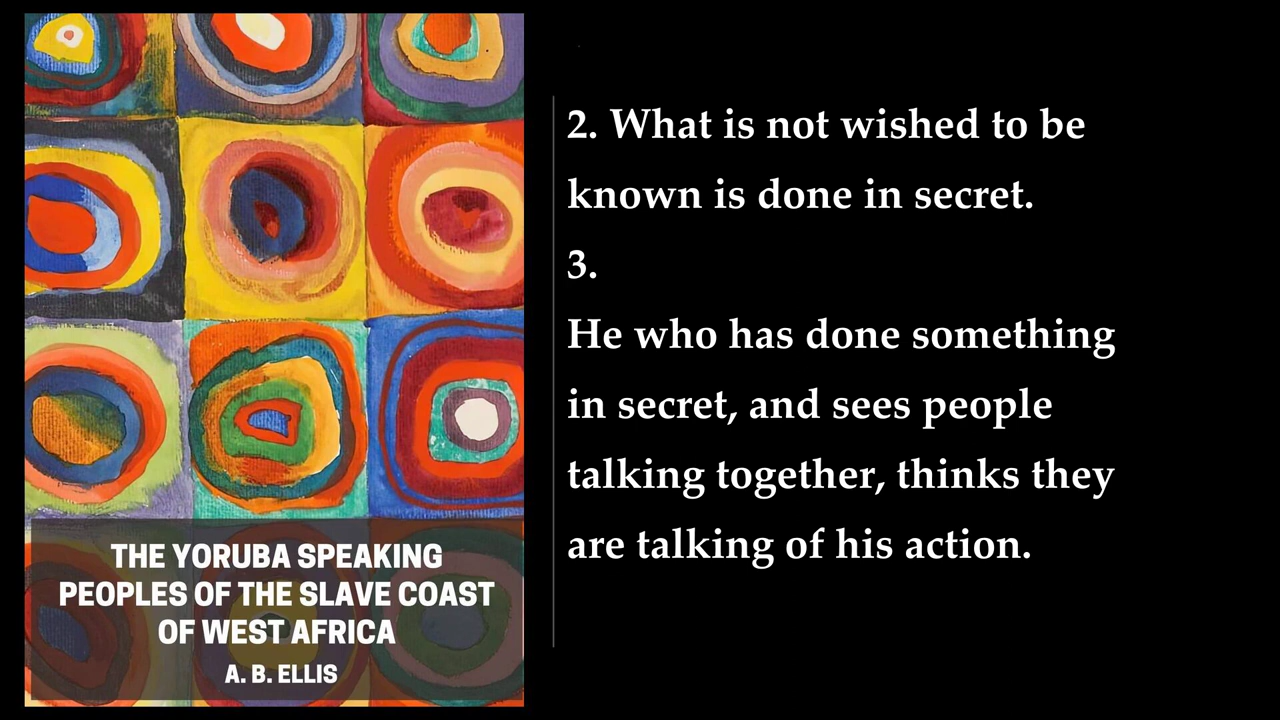 THE YORUBA SPEAKING
PEOPLES OF THE SLAVE COAST
OF WEST AFRICA
A. B. ELLIS
2. What is not wished to be
known is done in secret.
3.
He who has done something
in secret, and sees people
talking together, thinks they
are talking of his action.